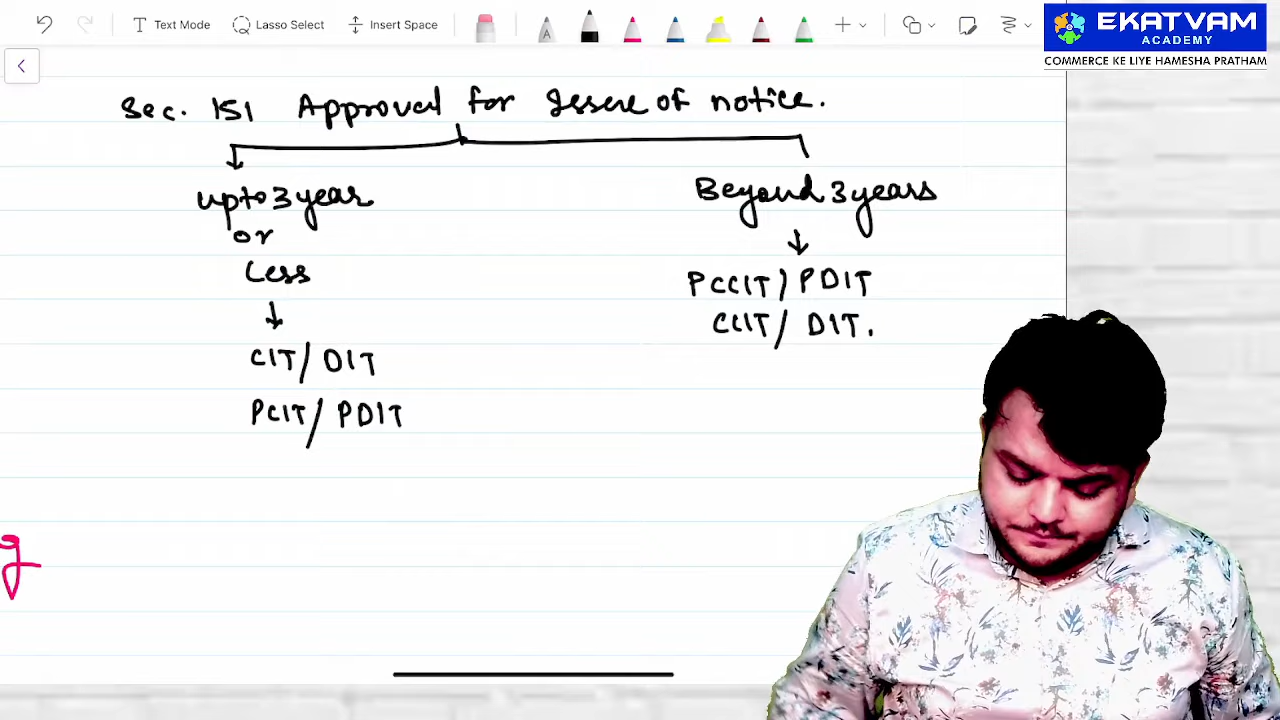 Text Mode Lasso Select Insert Space
EKATVAM
ACADEMY
COMMERCE KE LIYE HAMESHA PRATHAM
Sec. 151 Approval for Issue of notice.
upto 3 year
or
Less
CIT/ DIT
PCIT/ PDIT
Beyond 3 years
PCCIT/ PDIT
CCIT/ DIT.
g